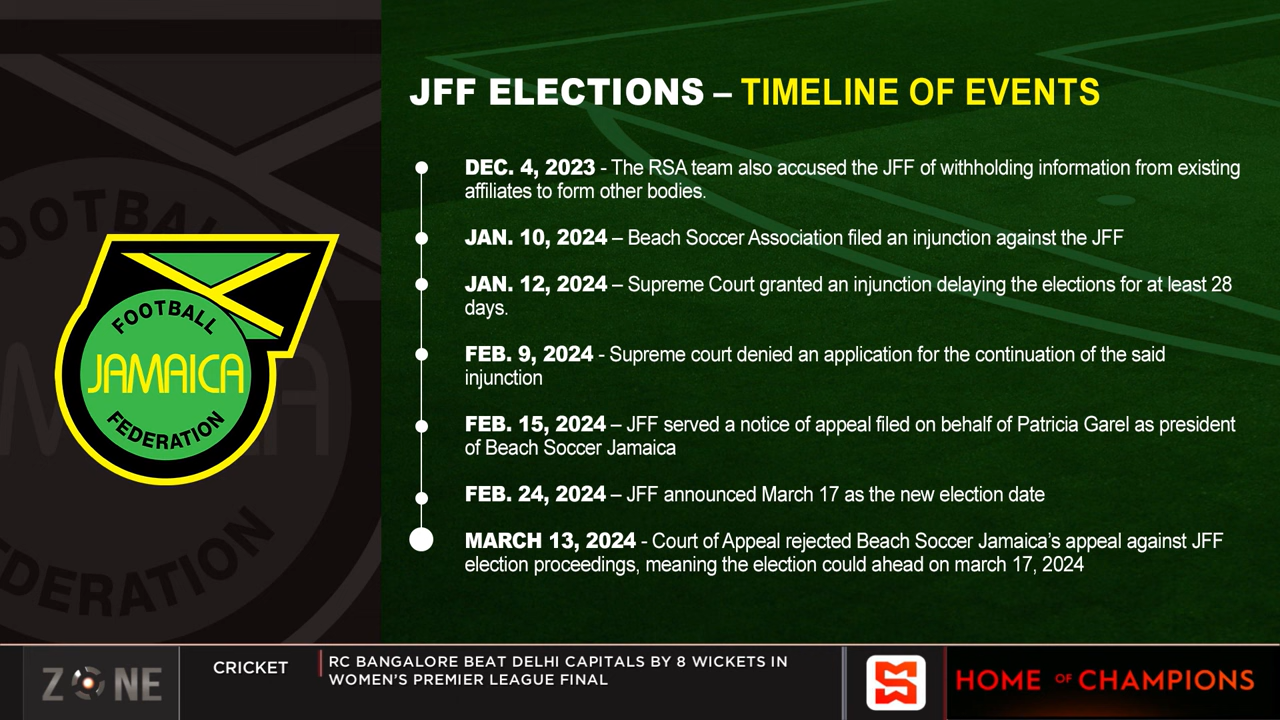 JFF ELECTIONS – TIMELINE OF EVENTS
DEC. 4, 2023 - The RSA team also accused the JFF of withholding information from existing
affiliates to form other bodies.
JAN. 10, 2024 – Beach Soccer Association filed an injunction against the JFF
JAN. 12, 2024 – Supreme Court granted an injunction delaying the elections for at least 28
days.
FEB. 9, 2024 - Supreme court denied an application for the continuation of the said
injunction
FEB. 15, 2024 – JFF served a notice of appeal filed on behalf of Patricia Garel as president
of Beach Soccer Jamaica
FEB. 24, 2024 – JFF announced March 17 as the new election date
MARCH 13, 2024 - Court of Appeal rejected Beach Soccer Jamaica’s appeal against JFF
election proceedings, meaning the election could ahead on march 17, 2024
FOOTBALL
JAMAICA
FEDERATION
ZONE
CRICKET
RC BANGALORE BEAT DELHI CAPITALS BY 8 WICKETS IN
WOMEN’S PREMIER LEAGUE FINAL
HOME OF CHAMPIONS